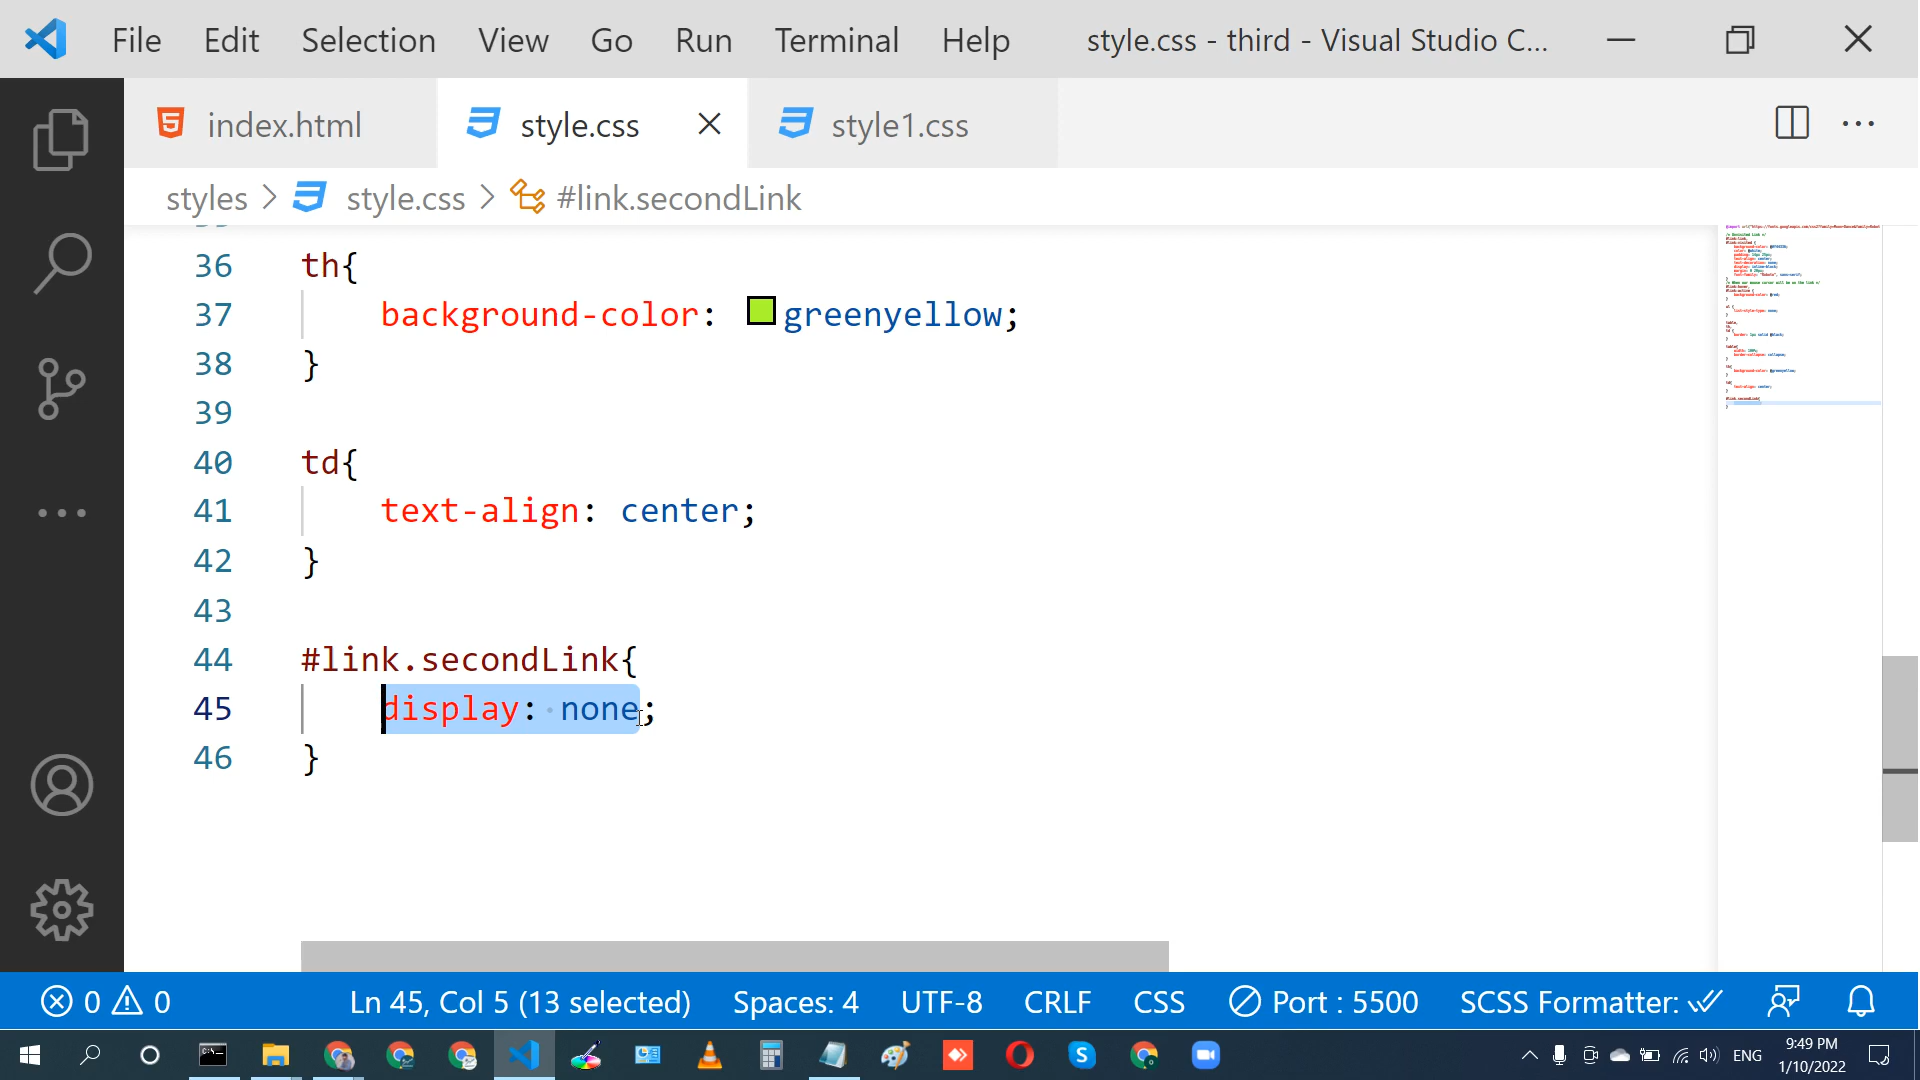 File Edit Selection View Go Run Terminal Help style.css - third - Visual Studio C...
index.html style.css style1.css
styles > style.css > #link.secondLink
36 th{
37 background-color: greenyellow;
38 }
39
40 td{
41 text-align: center;
42 }
43
44 #link.secondLink{
45 display: none;
46 }
0 0 Ln 45, Col 5 (13 selected) Spaces: 4 UTF-8 CRLF CSS Port : 5500 SCSS Formatter:
ENG 9:49 PM
1/10/2022